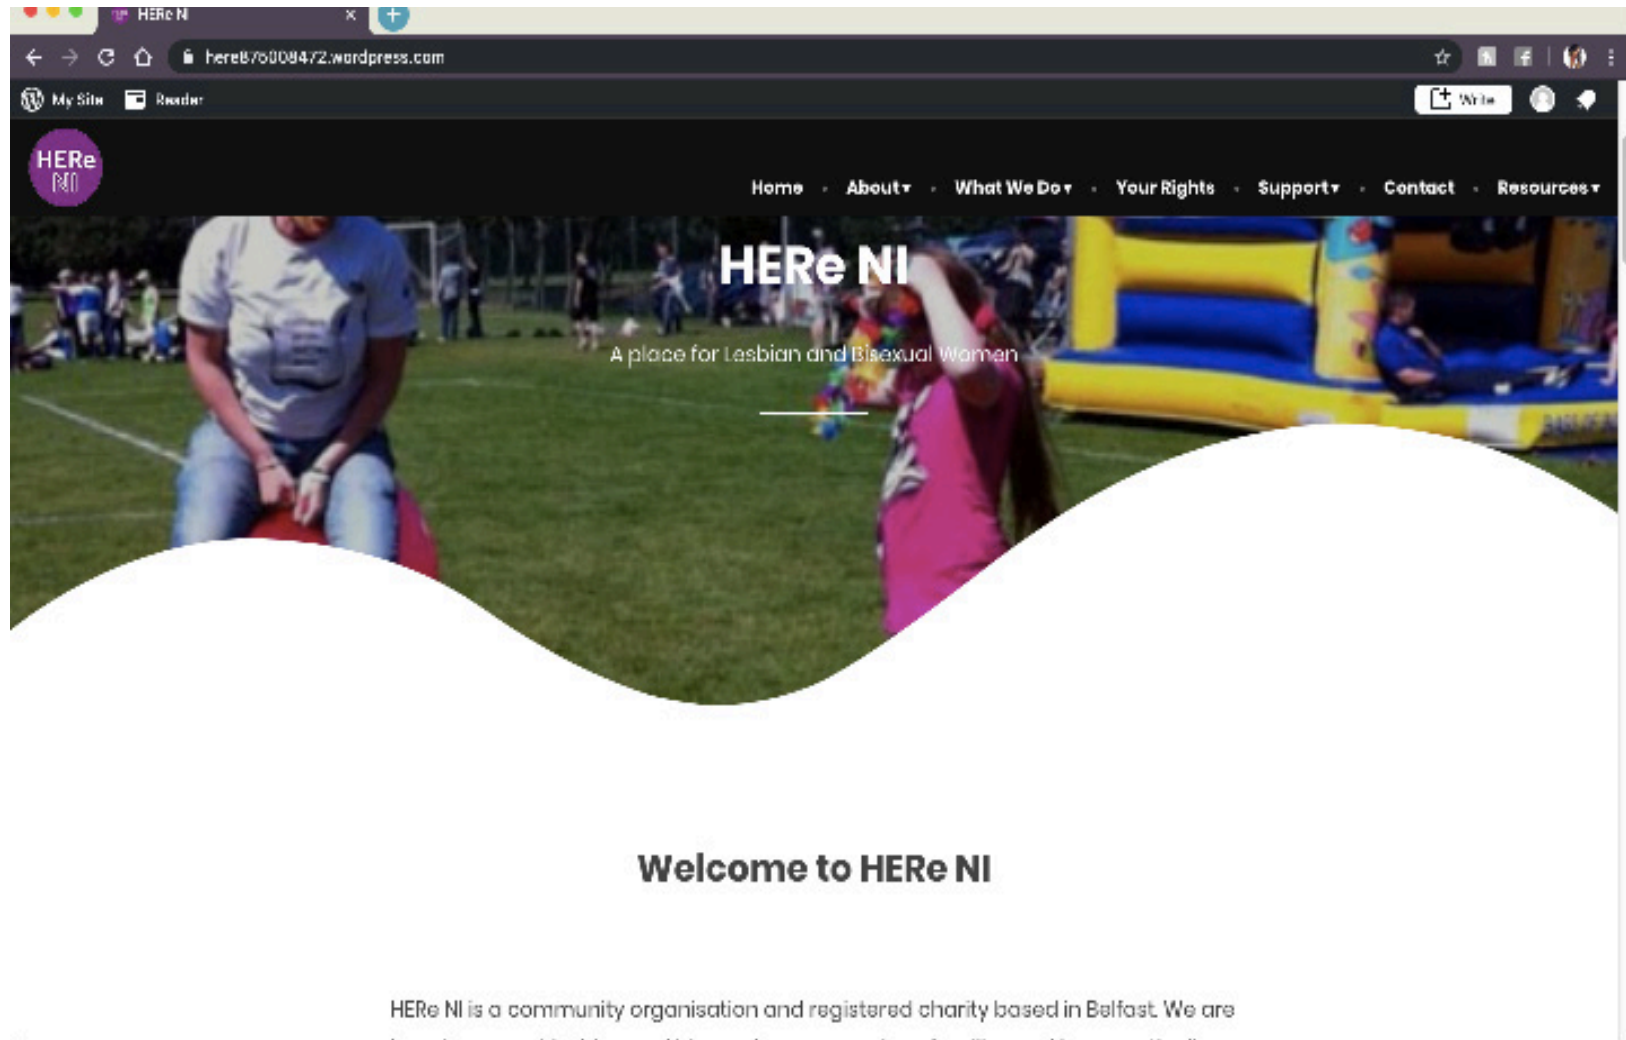 HERe NI
here876008472.wordpress.com
My Site Reader Write
HERe
NI
Home About What We Do Your Rights Support Contact Resources
HERe NI
A place for Lesbian and Bisexual Women
Welcome to HERe NI
HERe NI is a community organisation and registered charity based in Belfast. We are